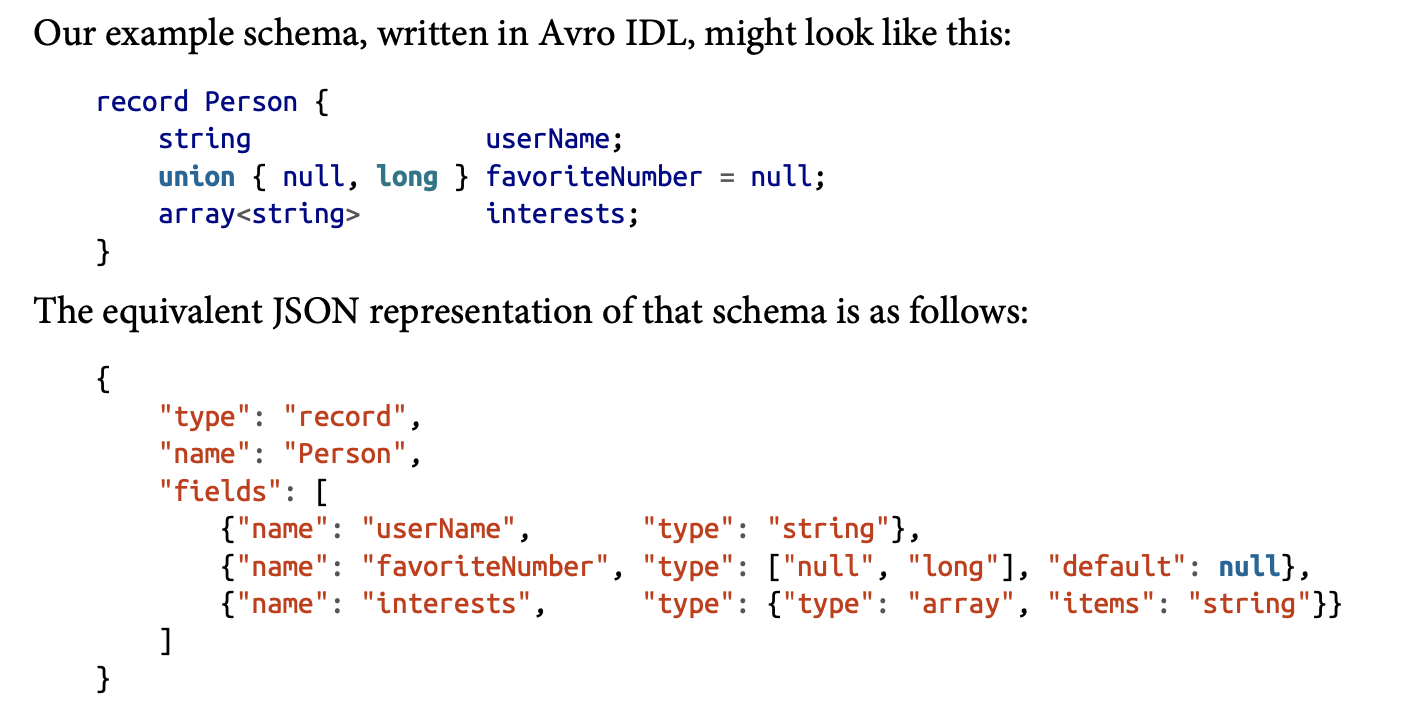 Our example schema, written in Avro IDL, might look like this:
record Person {
    string               userName;
    union { null, long } favoriteNumber = null;
    array<string>        interests;
}
The equivalent JSON representation of that schema is as follows:
{
    "type": "record",
    "name": "Person",
    "fields": [
        {"name": "userName",       "type": "string"},
        {"name": "favoriteNumber", "type": ["null", "long"], "default": null},
        {"name": "interests",      "type": {"type": "array", "items": "string"}}
    ]
}